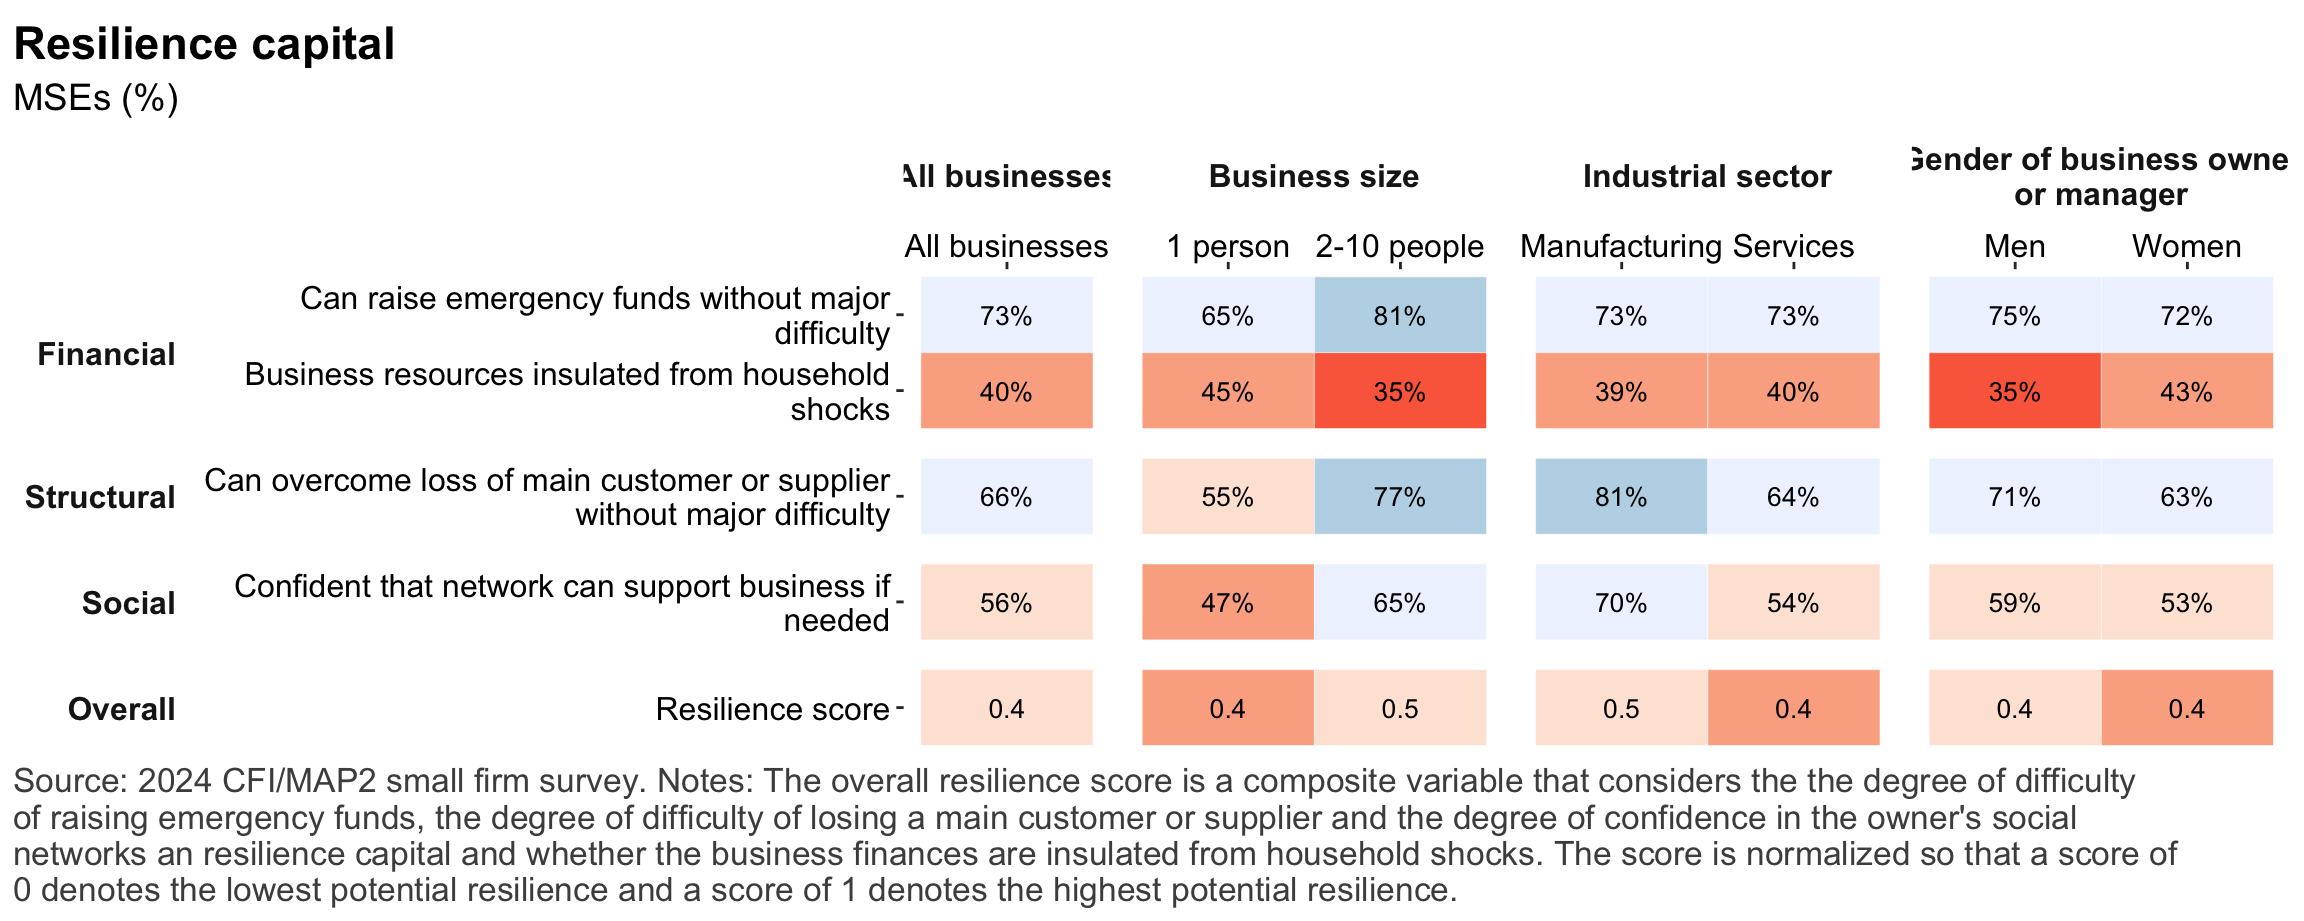 Resilience capital
MSEs (%)
All businesses
Business size
Industrial sector
Gender of business owne
or manager
All businesses
1 person
2-10 people
Manufacturing
Services
Men
Women
Financial
Can raise emergency funds without major
difficulty
73%
65%
81%
73%
73%
75%
72%
Business resources insulated from household
shocks
40%
45%
35%
39%
40%
35%
43%
Structural
Can overcome loss of main customer or supplier
without major difficulty
66%
55%
77%
81%
64%
71%
63%
Social
Confident that network can support business if
needed
56%
47%
65%
70%
54%
59%
53%
Overall
Resilience score
0.4
0.4
0.5
0.5
0.4
0.4
0.4
Source: 2024 CFI/MAP2 small firm survey. Notes: The overall resilience score is a composite variable that considers the the degree of difficulty
of raising emergency funds, the degree of difficulty of losing a main customer or supplier and the degree of confidence in the owner's social
networks an resilience capital and whether the business finances are insulated from household shocks. The score is normalized so that a score of
0 denotes the lowest potential resilience and a score of 1 denotes the highest potential resilience.